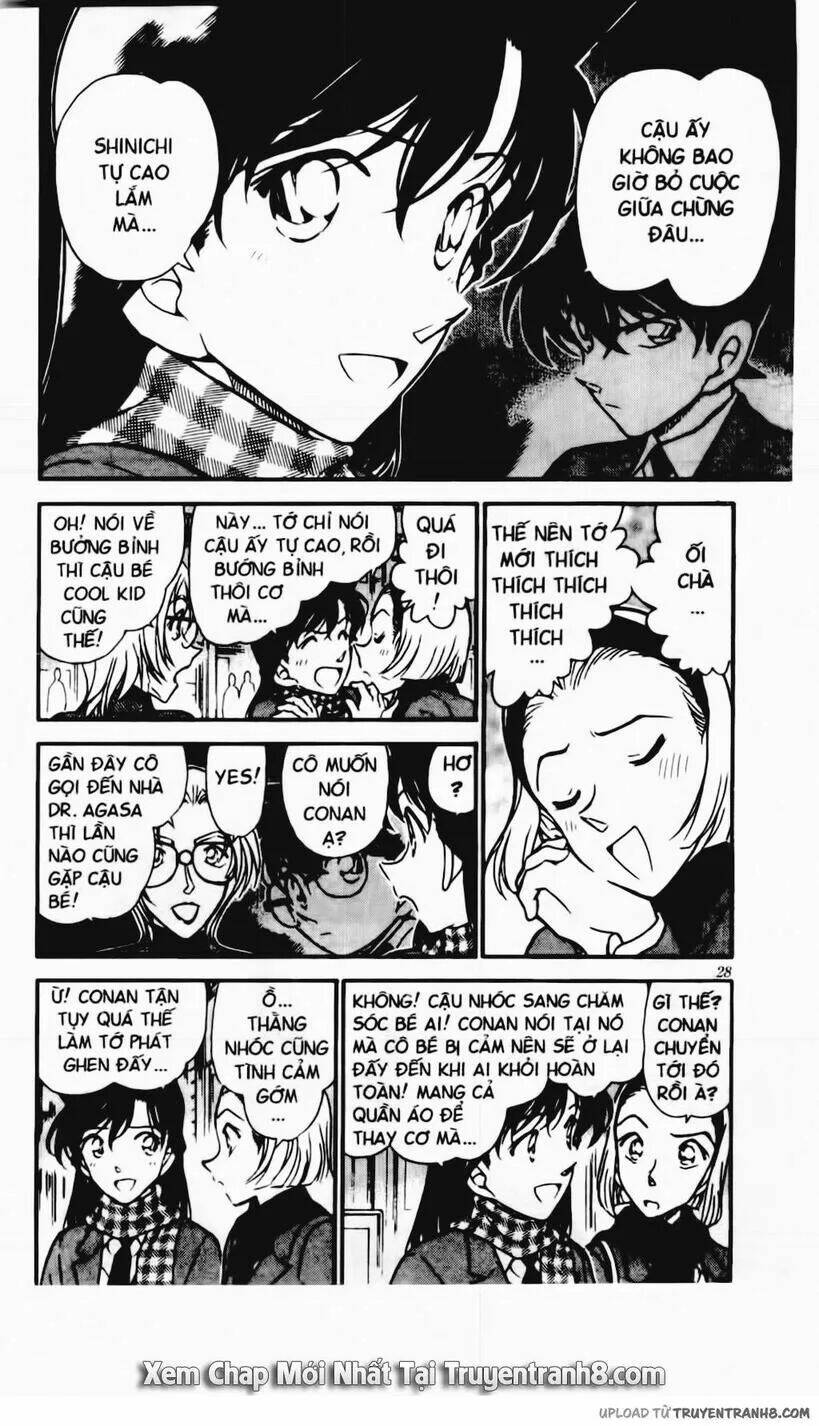 CẬU ẤY
KHÔNG BAO
GIỜ BỎ CUỘC
GIỮA CHỪNG
ĐÂU...
SHINICHI
TỰ CAO
LẮM
MÀ...
ỐI
CHÀ
...
THẾ NÊN TỚ
MỚI THÍCH
THÍCH THÍCH
THÍCH
THÍCH
...
QUÁ
ĐI
THÔI
!
NÀY... TỚ CHỈ NÓI
CẬU ẤY TỰ CAO, RỒI
BƯỚNG BỈNH
THÔI CƠ
MÀ...
OH! NÓI VỀ
BƯỚNG BỈNH
THÌ CẬU BÉ
COOL KID
CŨNG
THẾ!
HƠ
?
CÔ MUỐN
NÓI
CONAN
Ạ?
YES!
GẦN ĐÂY CÔ
GỌI ĐẾN NHÀ
DR. AGASA
THÌ LẦN
NÀO CŨNG
GẶP CẬU
BÉ!
28
GÌ THẾ?
CONAN
CHUYỂN
TỚI ĐÓ
RỒI À?
KHÔNG! CẬU NHÓC SANG CHĂM
SÓC BÉ AI! CONAN NÓI TẠI NÓ
MÀ CÔ BÉ BỊ CẢM NÊN SẼ Ở LẠI
ĐẤY ĐẾN KHI AI KHỎI HOÀN
TOÀN! MANG CẢ
QUẦN ÁO ĐỂ
THAY CƠ MÀ...
Ồ...
THẰNG
NHÓC CŨNG
TÌNH CẢM
GỚM
...
Ừ! CONAN TẬN
TỤY QUÁ THẾ
LÀM TỚ PHÁT
GHEN ĐẤY...
Xem Chap Mới Nhất Tại Truyentranh8.com
UPLOAD TỪ TRUYENTRANH8.COM